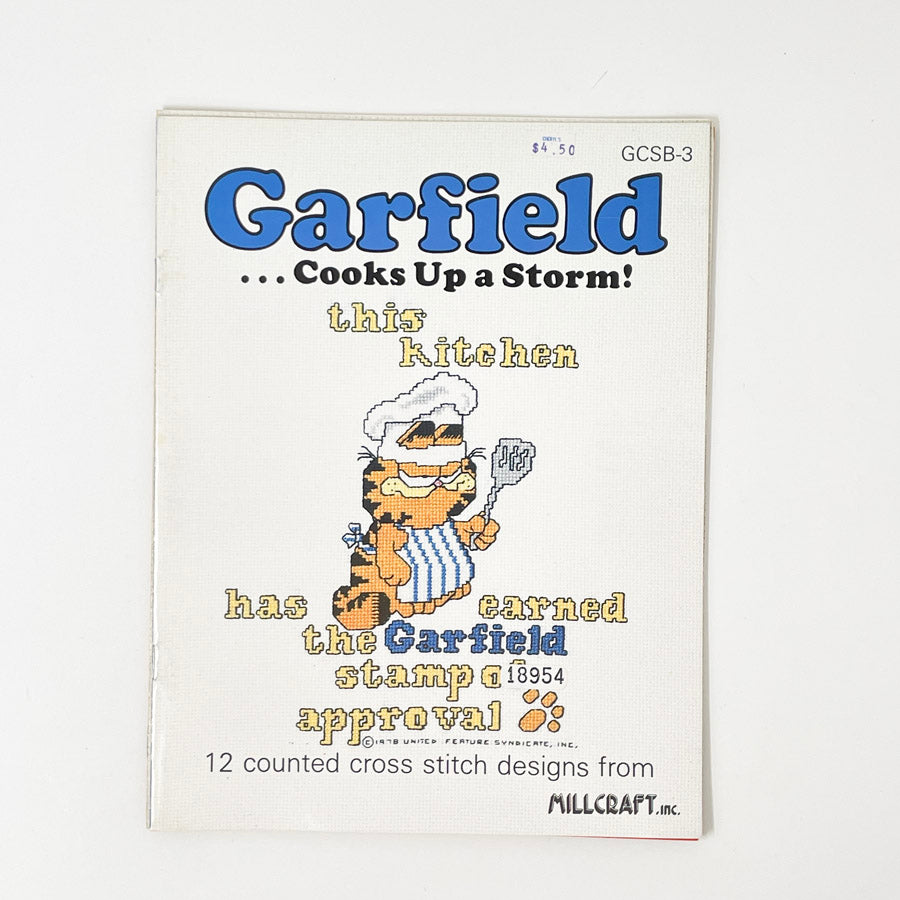 $4.50
GCSB-3
Garfield
...Cooks Up a Storm!
this
kitchen
has earned
the Garfield
stamp
18954
approval
©1978 UNITED FEATURE SYNDICATE, INC.
12 counted cross stitch designs from
MILLCRAFT, inc.